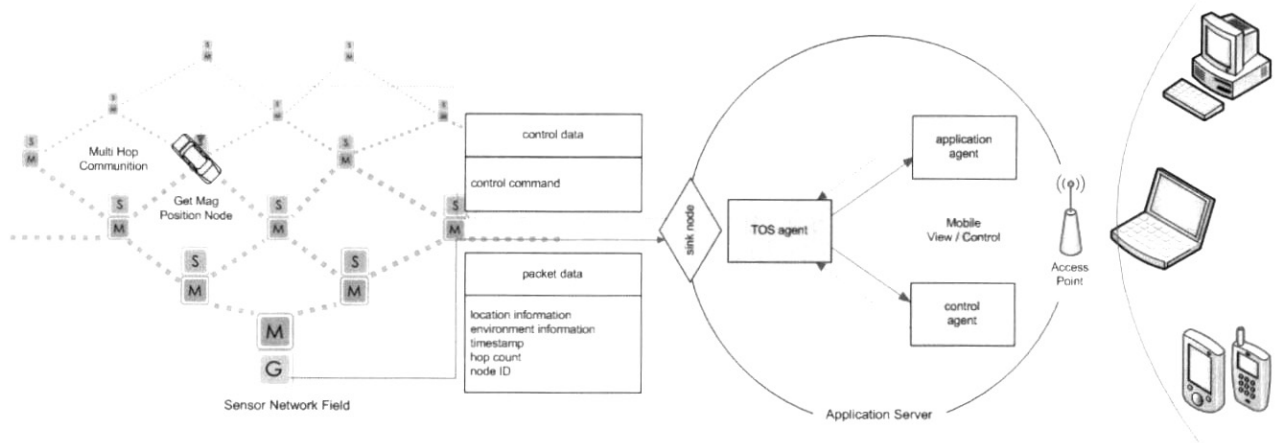 S
M
S
M
S
M
S
M
S
M
S
M
S
M
S
M
S
M
S
M
S
M
S
M
M
G
Multi Hop
Communition
Get Mag
Position Node
Sensor Network Field
control data
control command
packet data
location information
environment information
timestamp
hop count
node ID
sink node
TOS agent
application
agent
control
agent
Mobile
View / Control
Access
Point
Application Server